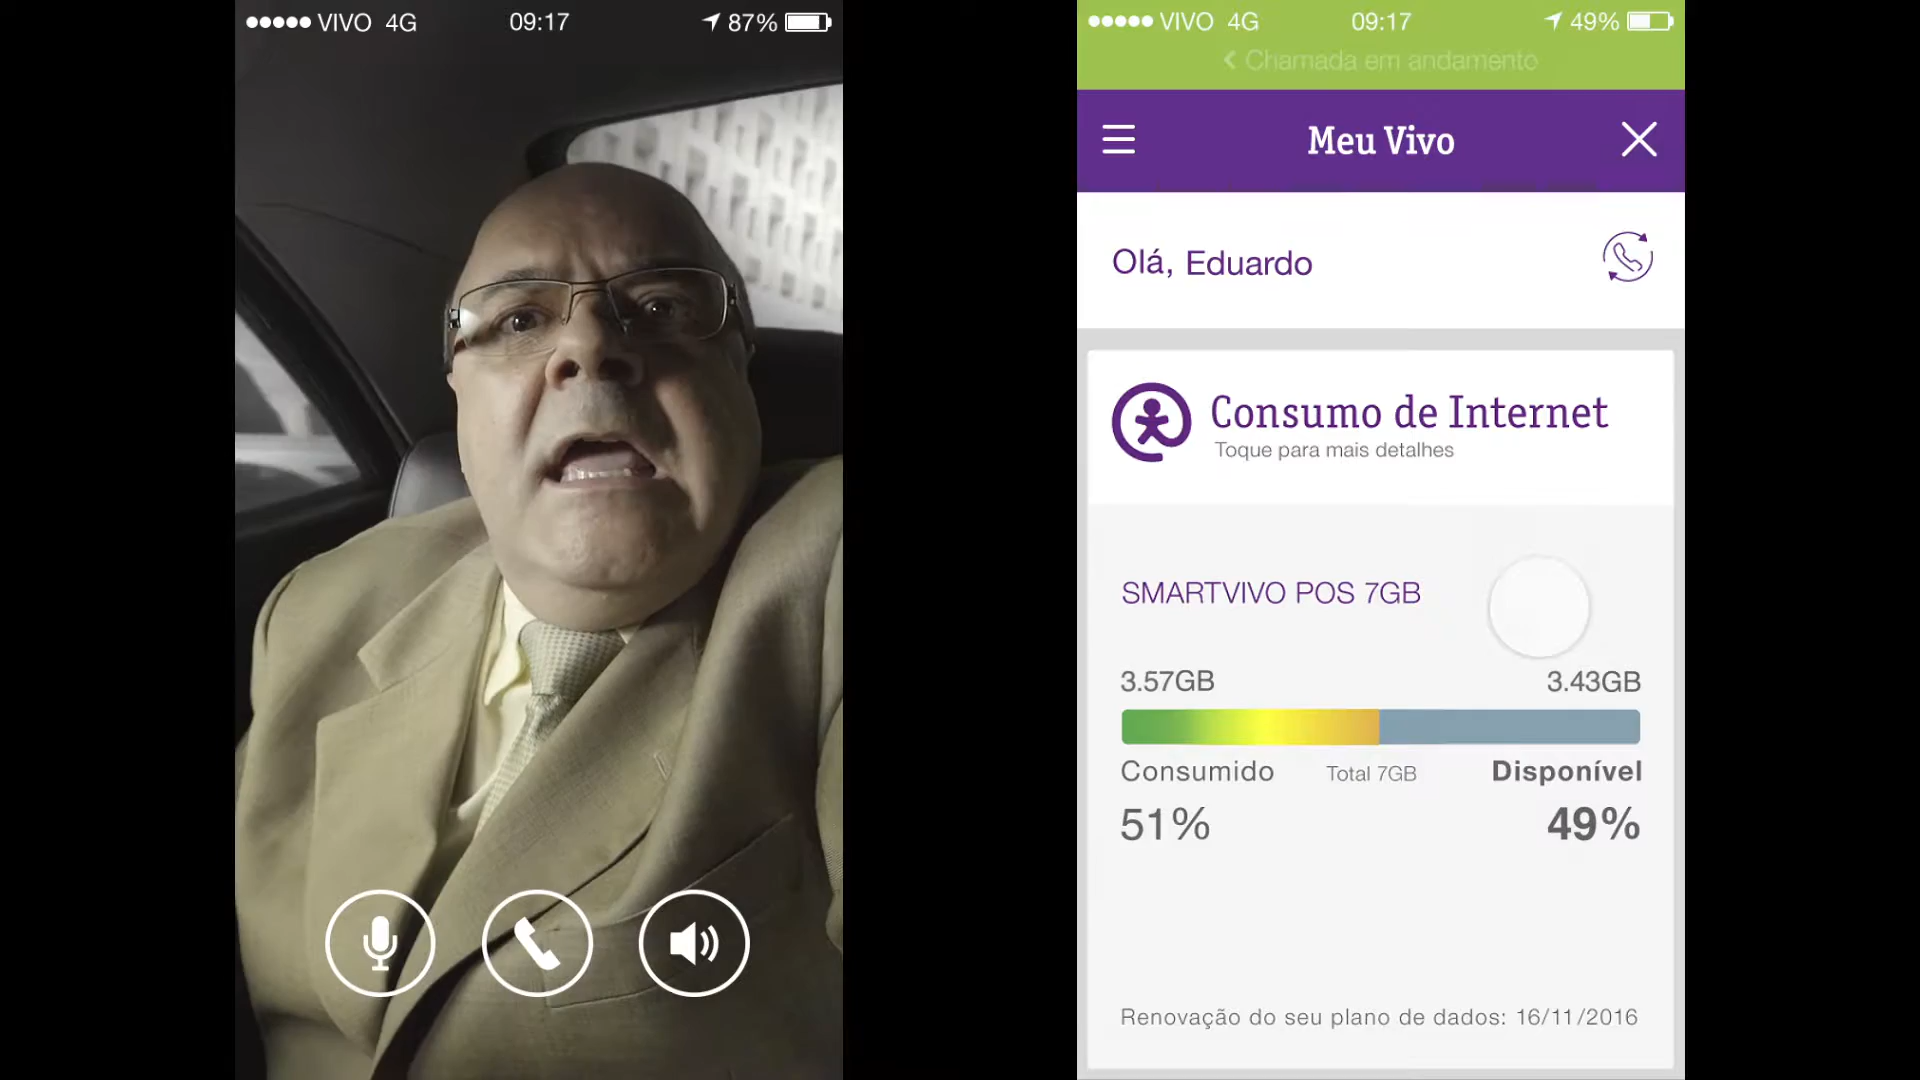 VIVO 4G 09:17 87%
VIVO 4G 09:17 49%
Chamada em andamento
Meu Vivo
Olá, Eduardo
Consumo de Internet
Toque para mais detalhes
SMARTVIVO POS 7GB
3.57GB 3.43GB
Consumido Total 7GB Disponível
51% 49%
Renovação do seu plano de dados: 16/11/2016